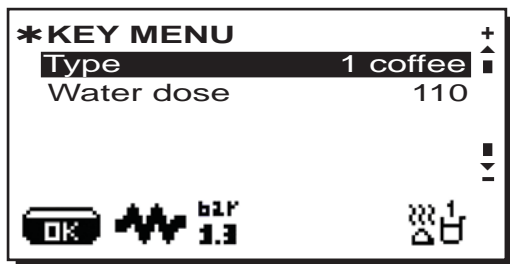 *KEY MENU
+
Type 1 coffee
Water dose 110
-
OK bar 1.3 1